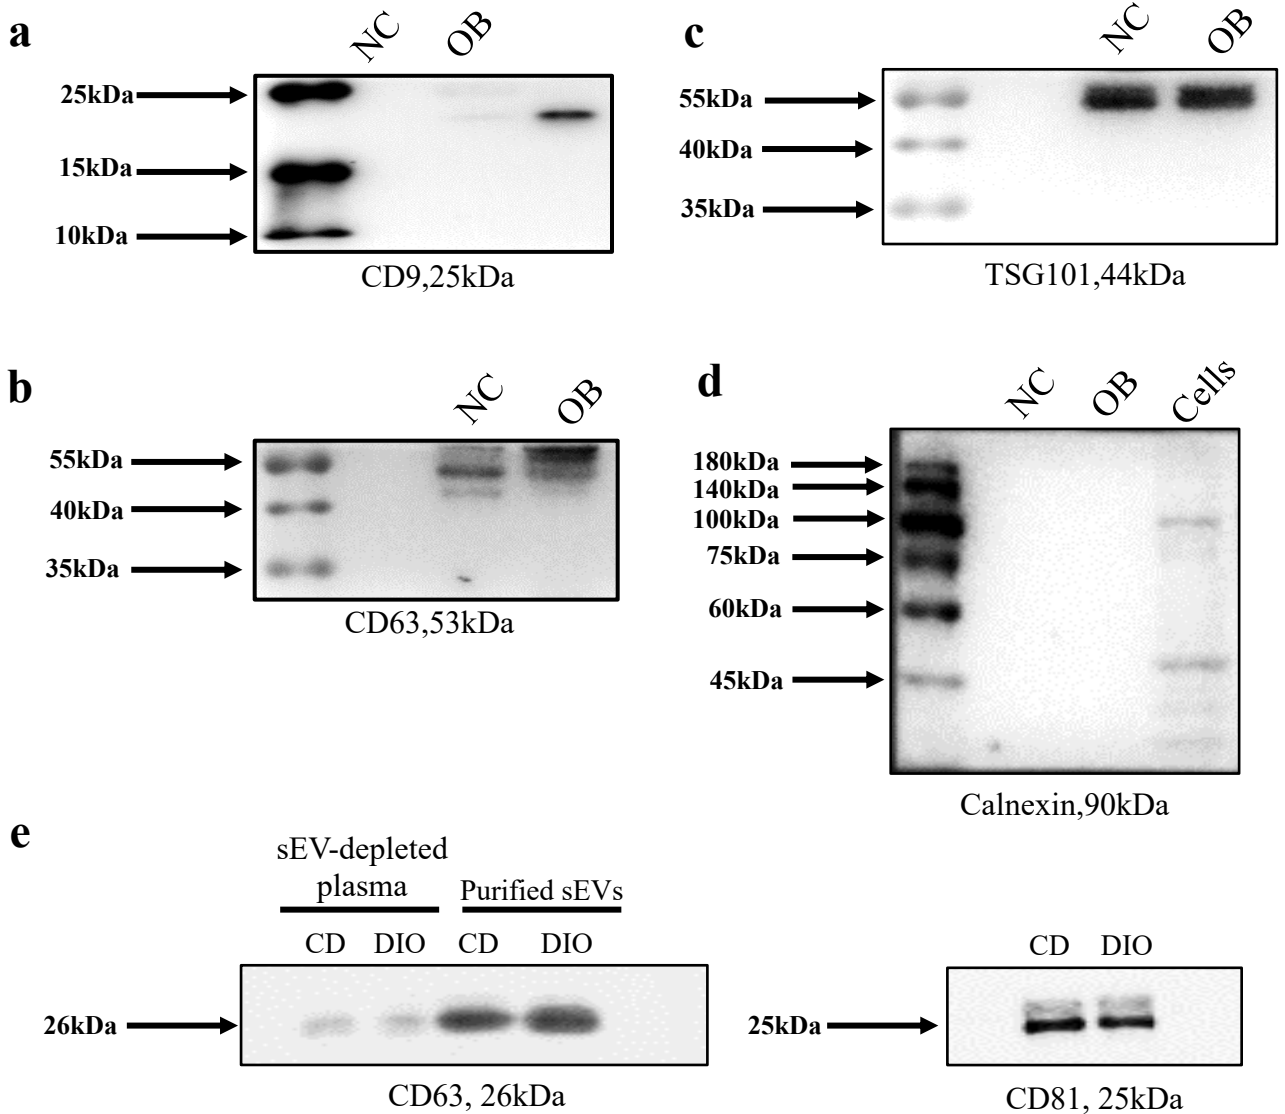 a
NC
OB
25kDa
15kDa
10kDa
CD9,25kDa
c
NC
OB
55kDa
40kDa
35kDa
TSG101,44kDa
b
NC
OB
55kDa
40kDa
35kDa
CD63,53kDa
d
NC
OB
Cells
180kDa
140kDa
100kDa
75kDa
60kDa
45kDa
Calnexin,90kDa
e
sEV-depleted
plasma
Purified sEVs
CD
DIO
CD
DIO
26kDa
CD63, 26kDa
CD
DIO
25kDa
CD81, 25kDa